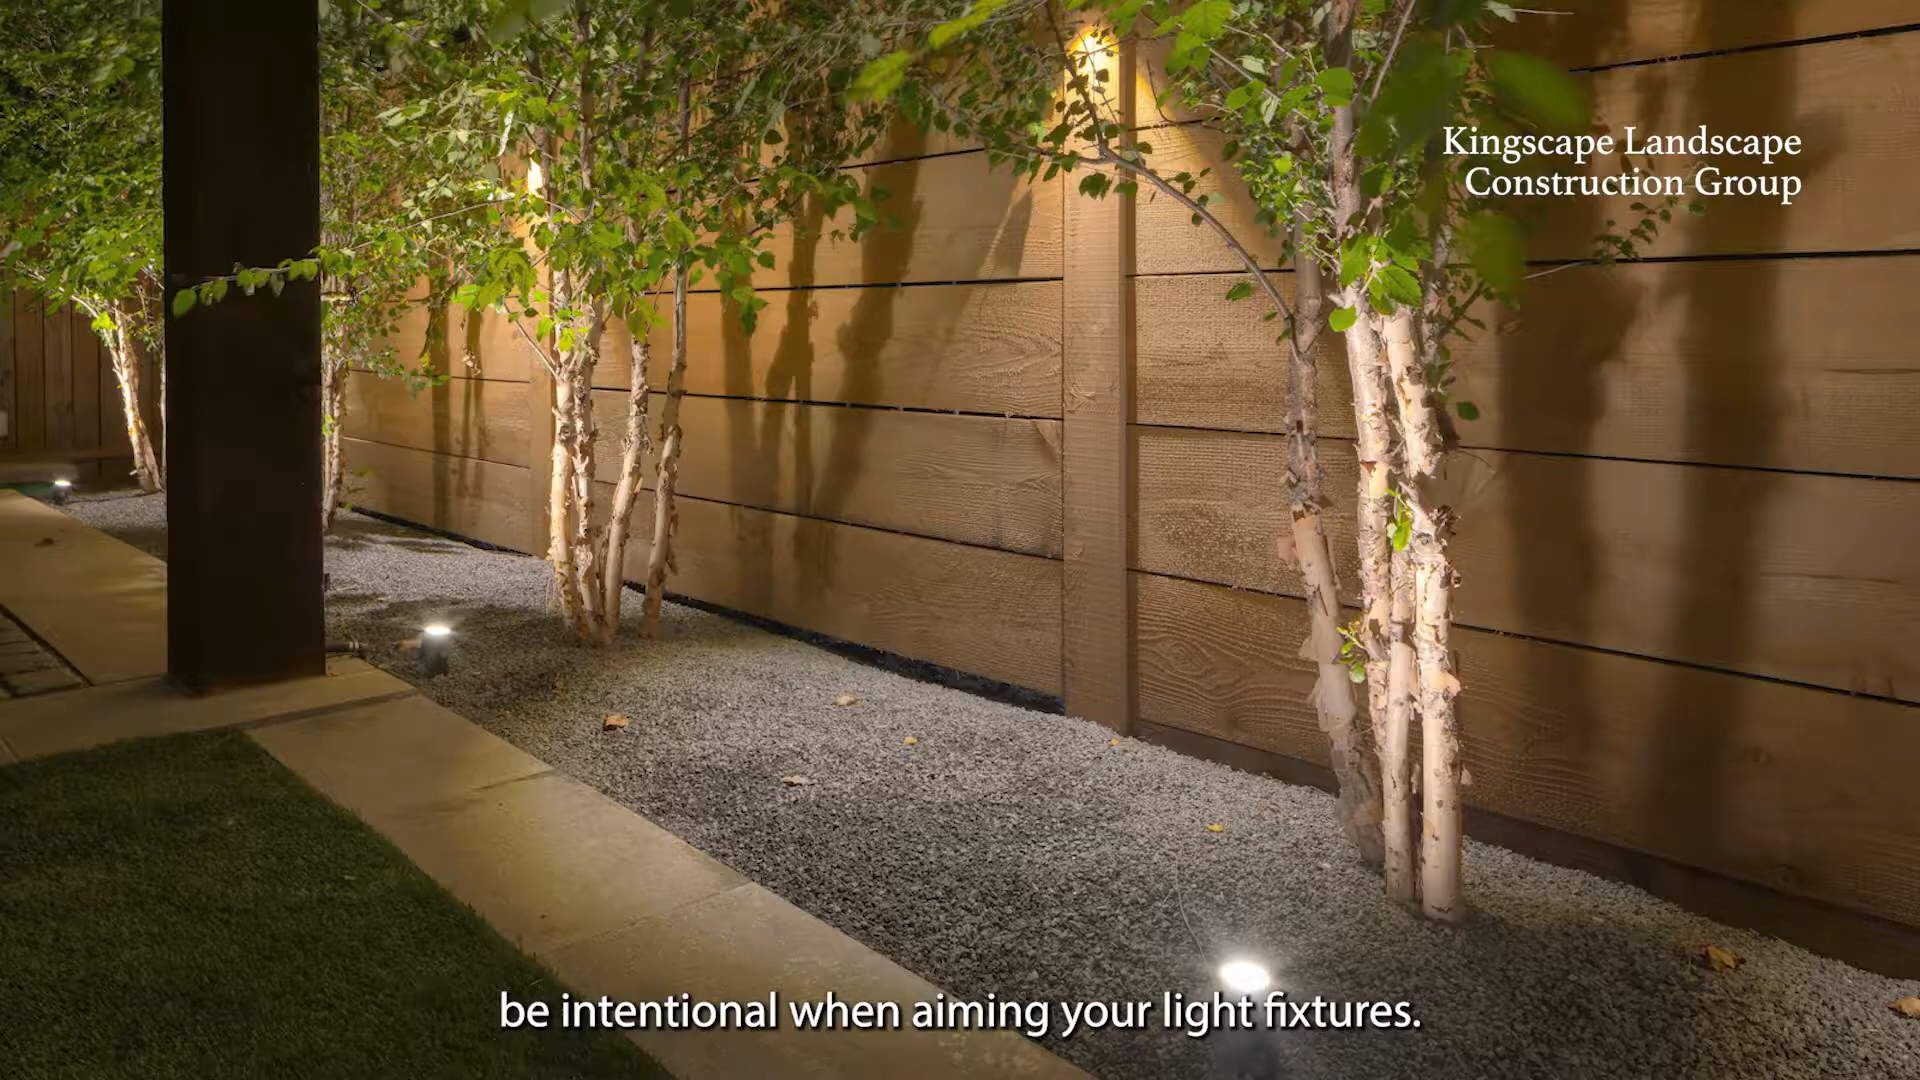 Kingscape Landscape
Construction Group
be intentional when aiming your light fixtures.